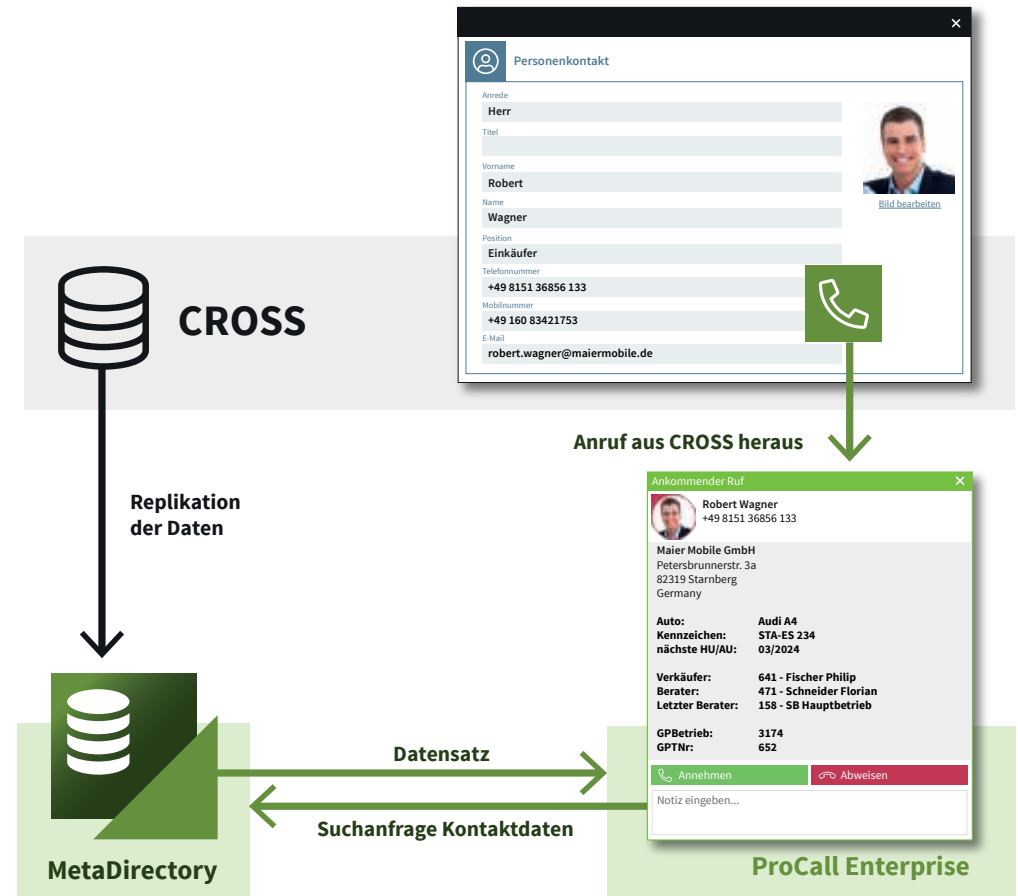 Personenkontakt
Anrede
Herr
Titel
Vorname
Robert
Name
Wagner
Bild bearbeiten
Position
Einkäufer
Telefonnummer
+49 8151 36856 133
Mobilnummer
+49 160 83421753
E-Mail
robert.wagner@maiermobile.de
CROSS
Anruf aus CROSS heraus
Replikation
der Daten
Ankommender Ruf
Robert Wagner
+49 8151 36856 133
Maier Mobile GmbH
Petersbrunnerstr. 3a
82319 Starnberg
Germany
Auto: Audi A4
Kennzeichen: STA-ES 234
nächste HU/AU: 03/2024
Verkäufer: 641 - Fischer Philip
Berater: 471 - Schneider Florian
Letzter Berater: 158 - SB Hauptbetrieb
GPBetrieb: 3174
GPTNr: 652
Annehmen
Abweisen
Notiz eingeben...
Datensatz
Suchanfrage Kontaktdaten
MetaDirectory
ProCall Enterprise